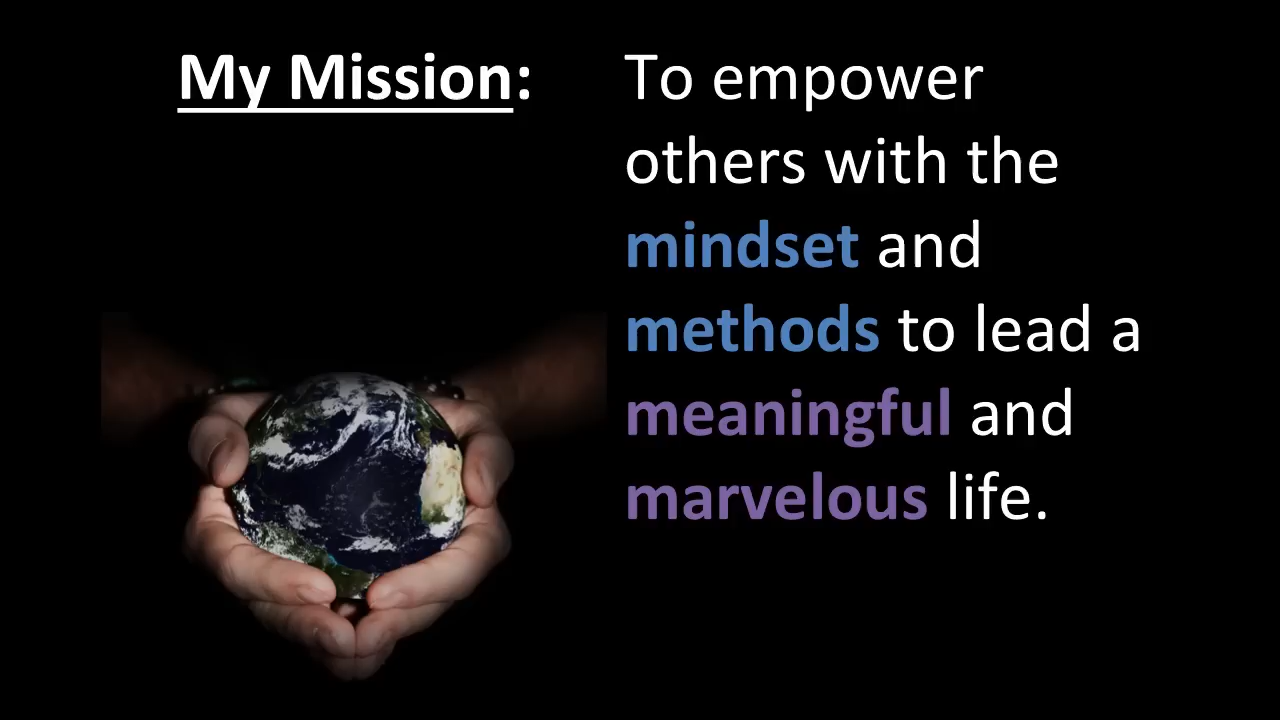 My Mission:
To empower
others with the
mindset and
methods to lead a
meaningful and
marvelous life.